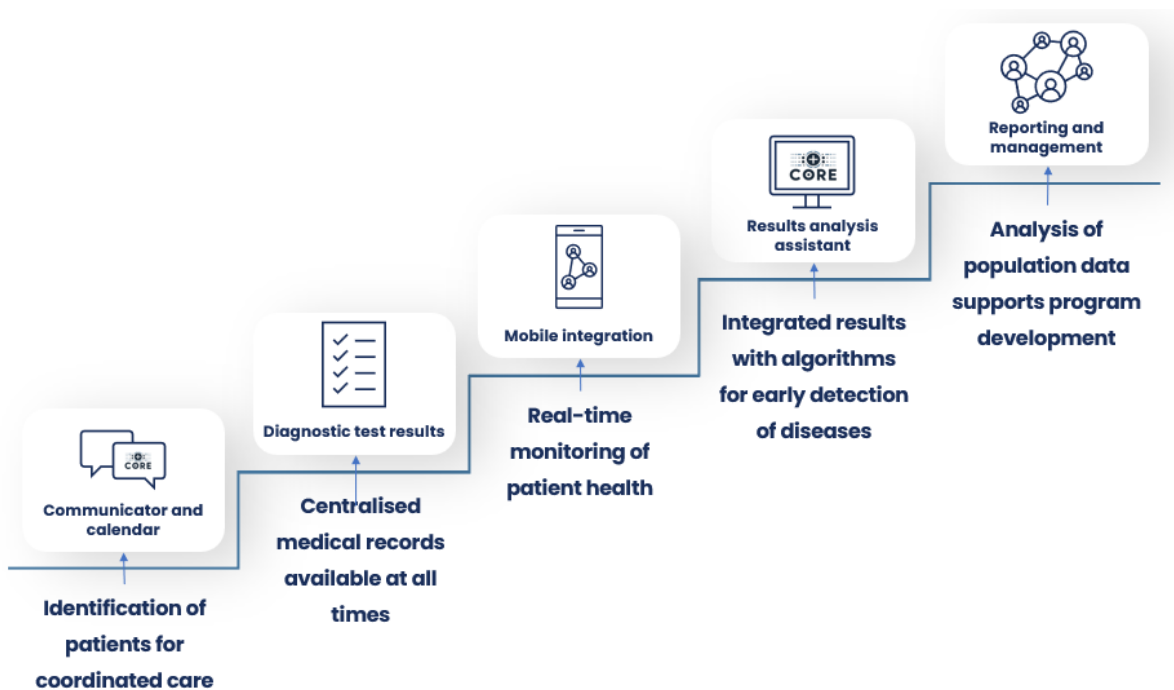 Reporting and
management
CORE
Results analysis
assistant
Analysis of
population data
supports program
development
Mobile integration
Integrated results
with algorithms
for early detection
of diseases
Diagnostic test results
Real-time
monitoring of
patient health
CORE
Communicator and
calendar
Centralised
medical records
available at all
times
Identification of
patients for
coordinated care